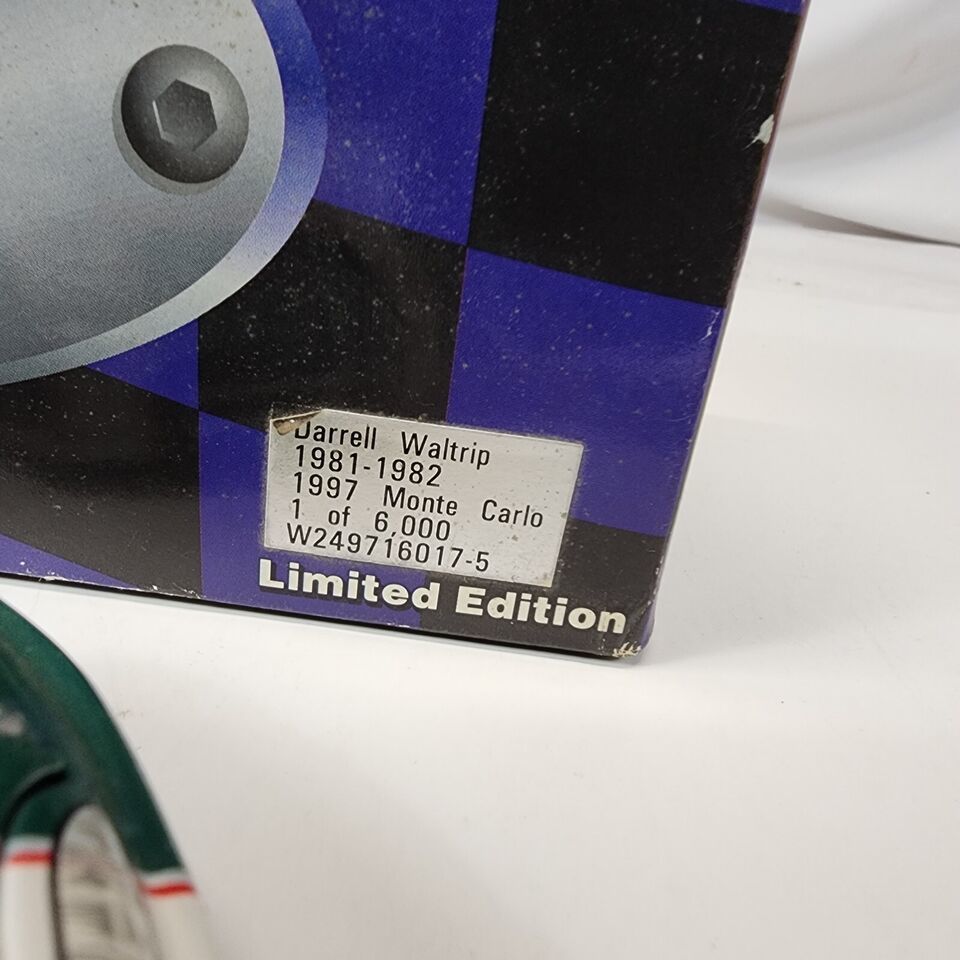 Darrell Waltrip
1981-1982
1997 Monte Carlo
1 of 6,000
W249716017-5
Limited Edition